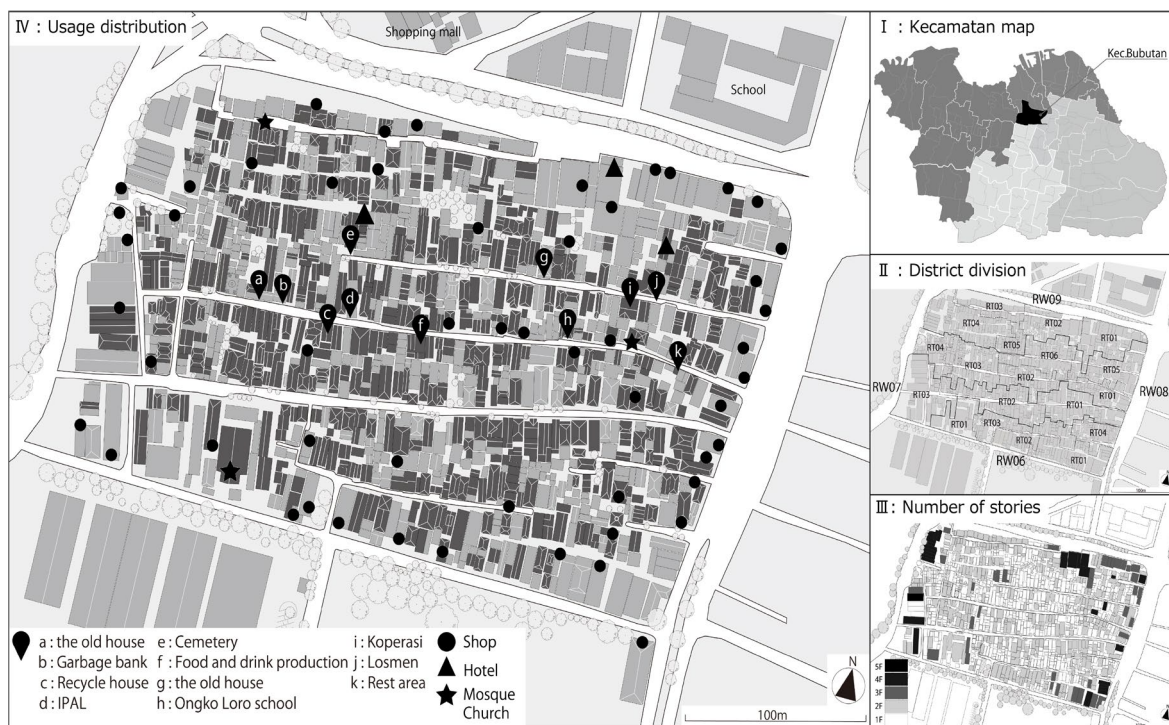 Ⅳ : Usage distribution
Shopping mall
School
a
b
c
d
e
f
g
h
i
j
k
a : the old house
b : Garbage bank
c : Recycle house
d : IPAL
e : Cemetery
f : Food and drink production
g : the old house
h : Ongko Loro school
i : Koperasi
j : Losmen
k : Rest area
Shop
Hotel
Mosque
Church
N
100m
Ⅰ : Kecamatan map
Kec.Bubutan
Ⅱ : District division
RW09
RT03
RT02
RT04
RT01
RT04
RT05
RT06
RT03
RT05
RT02
RW07
RW08
RT03
RT02
RT01
RT01
RT01
RT03
RT02
RT04
RW06
RT01
100m
Ⅲ : Number of stories
5F
4F
3F
2F
1F